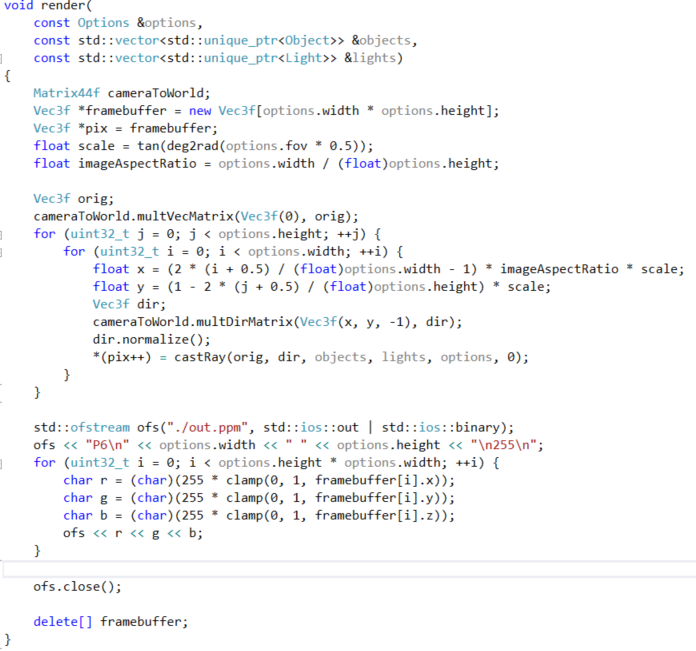 void render(
    const Options &options,
    const std::vector<std::unique_ptr<Object>> &objects,
    const std::vector<std::unique_ptr<Light>> &lights)
{
    Matrix44f cameraToWorld;
    Vec3f *framebuffer = new Vec3f[options.width * options.height];
    Vec3f *pix = framebuffer;
    float scale = tan(deg2rad(options.fov * 0.5));
    float imageAspectRatio = options.width / (float)options.height;

    Vec3f orig;
    cameraToWorld.multVecMatrix(Vec3f(0), orig);
    for (uint32_t j = 0; j < options.height; ++j) {
        for (uint32_t i = 0; i < options.width; ++i) {
            float x = (2 * (i + 0.5) / (float)options.width - 1) * imageAspectRatio * scale;
            float y = (1 - 2 * (j + 0.5) / (float)options.height) * scale;
            Vec3f dir;
            cameraToWorld.multDirMatrix(Vec3f(x, y, -1), dir);
            dir.normalize();
            *(pix++) = castRay(orig, dir, objects, lights, options, 0);
        }
    }

    std::ofstream ofs("./out.ppm", std::ios::out | std::ios::binary);
    ofs << "P6\n" << options.width << " " << options.height << "\n255\n";
    for (uint32_t i = 0; i < options.height * options.width; ++i) {
        char r = (char)(255 * clamp(0, 1, framebuffer[i].x));
        char g = (char)(255 * clamp(0, 1, framebuffer[i].y));
        char b = (char)(255 * clamp(0, 1, framebuffer[i].z));
        ofs << r << g << b;
    }

    ofs.close();

    delete[] framebuffer;
}